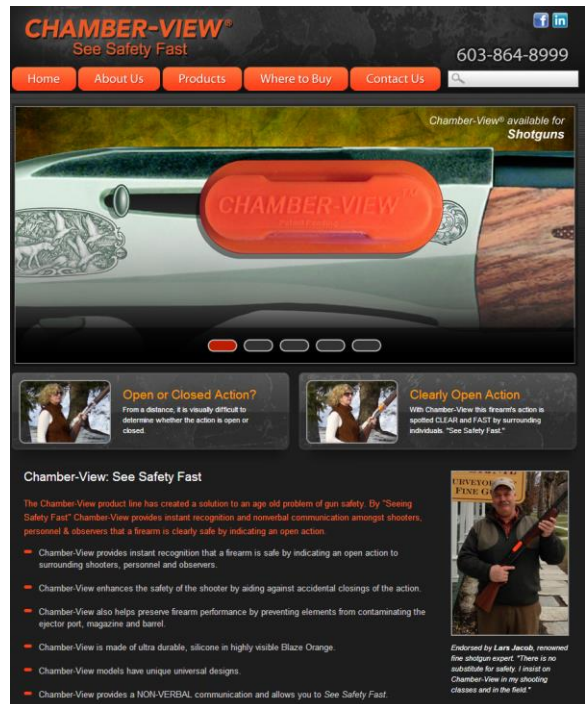 CHAMBER-VIEW®
See Safety Fast
603-864-8999
Home
About Us
Products
Where to Buy
Contact Us
Chamber-View® available for
Shotguns
CHAMBER-VIEW™
Open or Closed Action?
From a distance, it is visually difficult to
determine whether the action is open or
closed.
Clearly Open Action
With Chamber-View this firearm's action is
spotted CLEAR and FAST by surrounding
individuals. "See Safety Fast."
Chamber-View: See Safety Fast
The Chamber-View product line has created a solution to an age old problem of gun safety. By "Seeing
Safety Fast" Chamber-View provides instant recognition and nonverbal communication amongst shooters,
personnel & observers that a firearm is clearly safe by indicating an open action.
Chamber-View provides instant recognition that a firearm is safe by indicating an open action to
surrounding shooters, personnel and observers.
Chamber-View enhances the safety of the shooter by aiding against accidental closings of the action.
Chamber-View also helps preserve firearm performance by preventing elements from contaminating the
ejector port, magazine and barrel.
Chamber-View is made of ultra durable, silicone in highly visible Blaze Orange.
Chamber-View models have unique universal designs.
Chamber-View provides a NON-VERBAL communication and allows you to See Safety Fast.
FINE
Endorsed by Lars Jacob, renowned
fine shotgun expert. "There is no
substitute for safety. I insist on
Chamber-View in my shooting
classes and in the field."